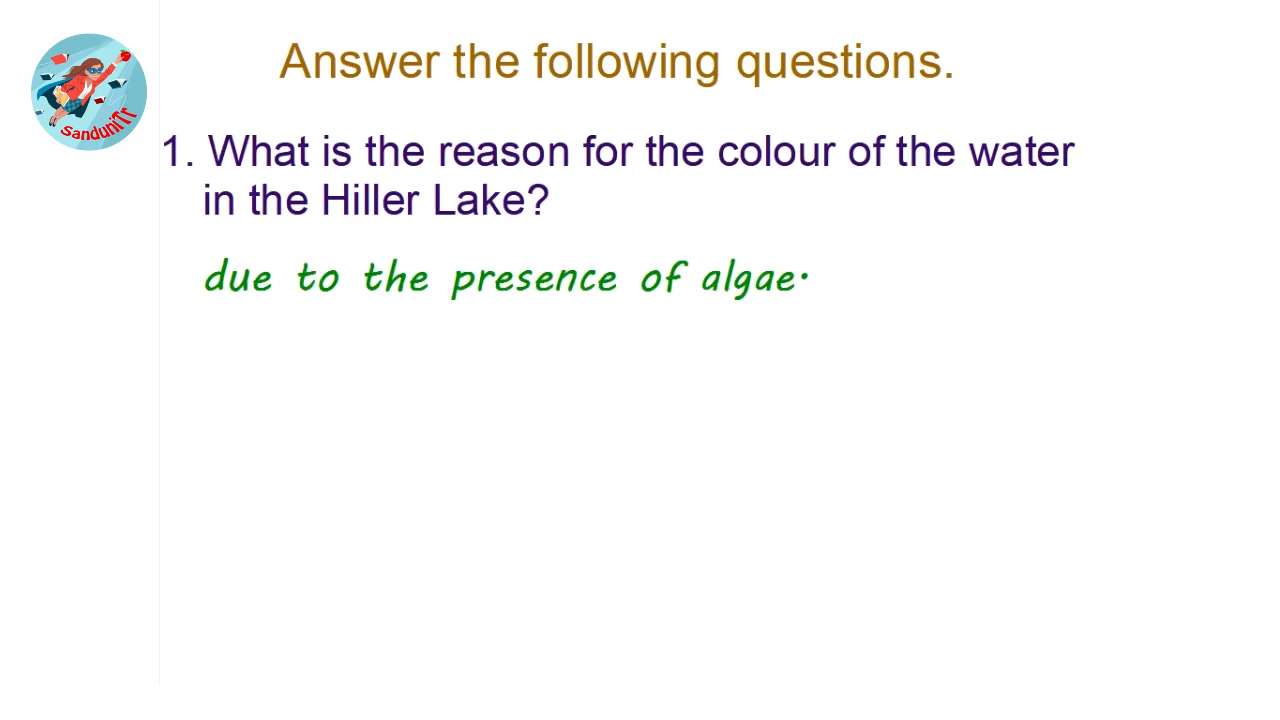 SanduniTr
Answer the following questions.
1. What is the reason for the colour of the water
in the Hiller Lake?
due to the presence of algae.